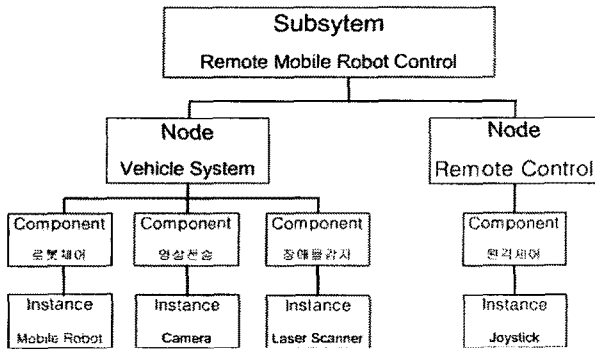 Subsytem
Remote Mobile Robot Control
Node
Vehicle System
Node
Remote Control
Component
로봇제어
Component
영상전송
Component
장애물감지
Component
원격제어
Instance
Mobile Robot
Instance
Camera
Instance
Laser Scanner
Instance
Joystick